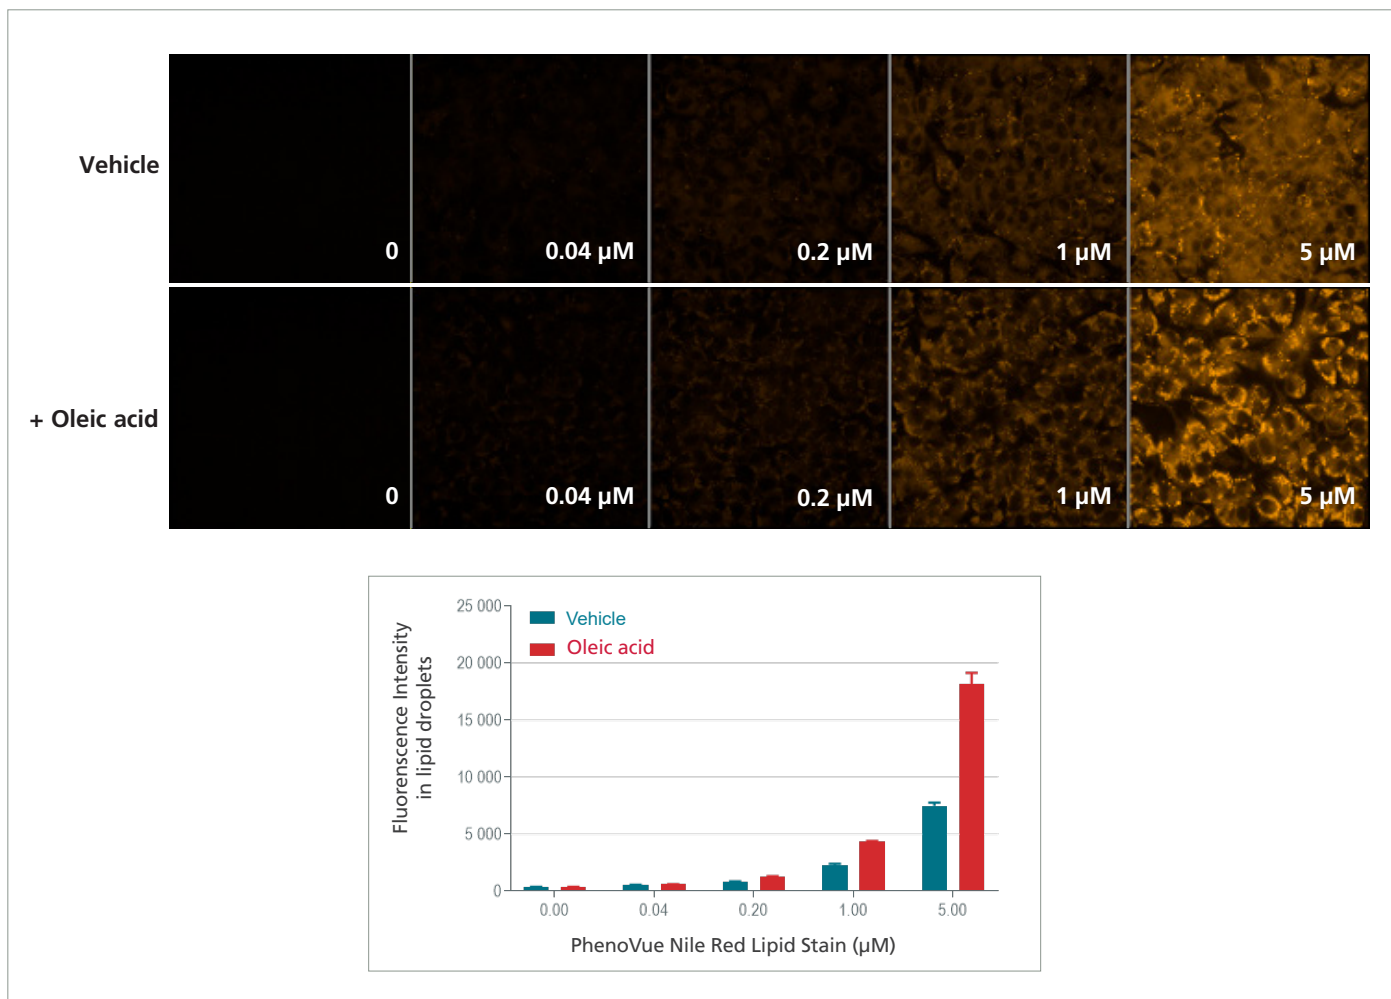 Vehicle
0
0.04 µM
0.2 µM
1 µM
5 µM
+ Oleic acid
0
0.04 µM
0.2 µM
1 µM
5 µM
Fluorenscence Intensity
in lipid droplets
25 000
20 000
15 000
10 000
5 000
0
Vehicle
Oleic acid
0.00
0.04
0.20
1.00
5.00
PhenoVue Nile Red Lipid Stain (µM)